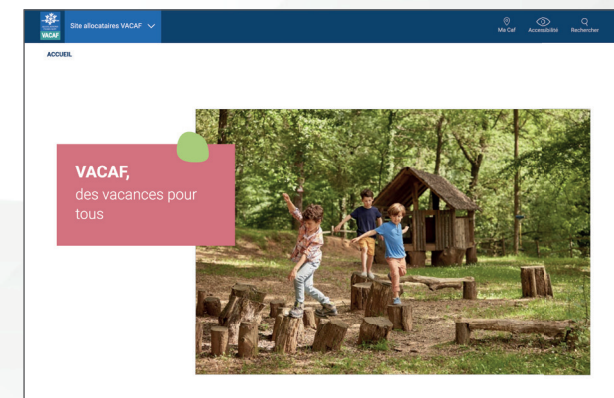 VACAF
Site allocataires VACAF
Ma Caf
Accessibilité
Rechercher
ACCUEIL
VACAF,
des vacances pour
tous